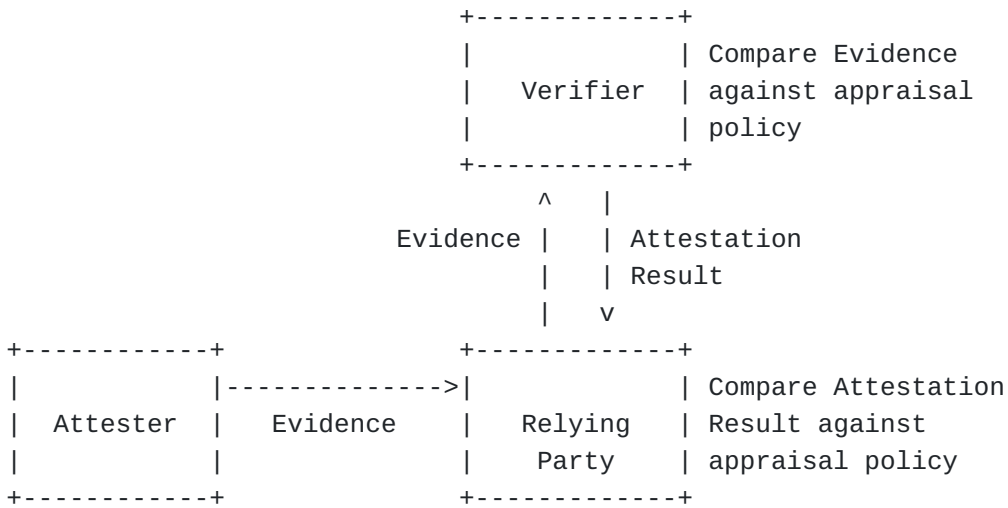 Compare Evidence
Verifier against appraisal
policy
Evidence Attestation
Result
Compare Attestation
Attester Evidence Relying Result against
Party appraisal policy